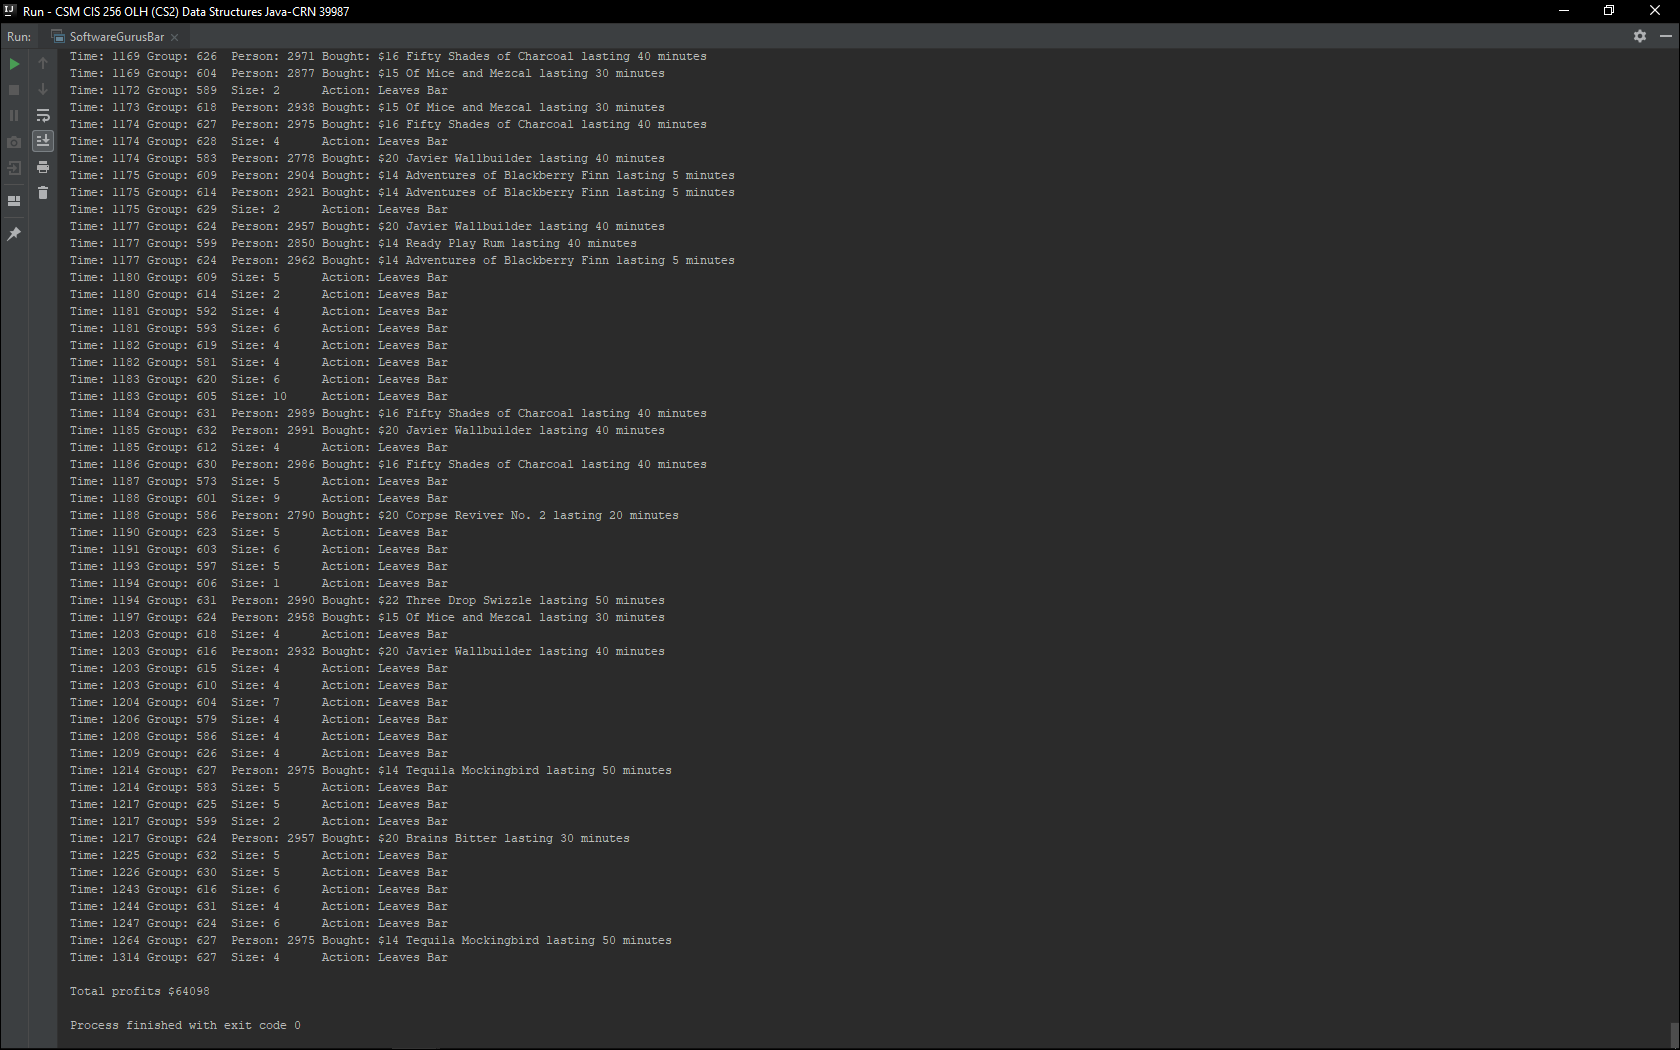 Run - CSM CIS 256 OLH (CS2) Data Structures Java-CRN 39987
Run: SoftwareGurusBar
Time: 1169 Group: 626  Person: 2971 Bought: $16 Fifty Shades of Charcoal lasting 40 minutes
Time: 1169 Group: 604  Person: 2877 Bought: $15 Of Mice and Mezcal lasting 30 minutes
Time: 1172 Group: 589  Size: 2      Action: Leaves Bar
Time: 1173 Group: 618  Person: 2938 Bought: $15 Of Mice and Mezcal lasting 30 minutes
Time: 1174 Group: 627  Person: 2975 Bought: $16 Fifty Shades of Charcoal lasting 40 minutes
Time: 1174 Group: 628  Size: 4      Action: Leaves Bar
Time: 1174 Group: 583  Person: 2778 Bought: $20 Javier Wallbuilder lasting 40 minutes
Time: 1175 Group: 609  Person: 2904 Bought: $14 Adventures of Blackberry Finn lasting 5 minutes
Time: 1175 Group: 614  Person: 2921 Bought: $14 Adventures of Blackberry Finn lasting 5 minutes
Time: 1175 Group: 629  Size: 2      Action: Leaves Bar
Time: 1177 Group: 624  Person: 2957 Bought: $20 Javier Wallbuilder lasting 40 minutes
Time: 1177 Group: 599  Person: 2850 Bought: $14 Ready Play Rum lasting 40 minutes
Time: 1177 Group: 624  Person: 2962 Bought: $14 Adventures of Blackberry Finn lasting 5 minutes
Time: 1180 Group: 609  Size: 5      Action: Leaves Bar
Time: 1180 Group: 614  Size: 2      Action: Leaves Bar
Time: 1181 Group: 592  Size: 4      Action: Leaves Bar
Time: 1181 Group: 593  Size: 6      Action: Leaves Bar
Time: 1182 Group: 619  Size: 4      Action: Leaves Bar
Time: 1182 Group: 581  Size: 4      Action: Leaves Bar
Time: 1183 Group: 620  Size: 6      Action: Leaves Bar
Time: 1183 Group: 605  Size: 10     Action: Leaves Bar
Time: 1184 Group: 631  Person: 2989 Bought: $16 Fifty Shades of Charcoal lasting 40 minutes
Time: 1185 Group: 632  Person: 2991 Bought: $20 Javier Wallbuilder lasting 40 minutes
Time: 1185 Group: 612  Size: 4      Action: Leaves Bar
Time: 1186 Group: 630  Person: 2986 Bought: $16 Fifty Shades of Charcoal lasting 40 minutes
Time: 1187 Group: 573  Size: 5      Action: Leaves Bar
Time: 1188 Group: 601  Size: 9      Action: Leaves Bar
Time: 1188 Group: 586  Person: 2790 Bought: $20 Corpse Reviver No. 2 lasting 20 minutes
Time: 1190 Group: 623  Size: 5      Action: Leaves Bar
Time: 1191 Group: 603  Size: 6      Action: Leaves Bar
Time: 1193 Group: 597  Size: 5      Action: Leaves Bar
Time: 1194 Group: 606  Size: 1      Action: Leaves Bar
Time: 1194 Group: 631  Person: 2990 Bought: $22 Three Drop Swizzle lasting 50 minutes
Time: 1197 Group: 624  Person: 2958 Bought: $15 Of Mice and Mezcal lasting 30 minutes
Time: 1203 Group: 618  Size: 4      Action: Leaves Bar
Time: 1203 Group: 616  Person: 2932 Bought: $20 Javier Wallbuilder lasting 40 minutes
Time: 1203 Group: 615  Size: 4      Action: Leaves Bar
Time: 1203 Group: 610  Size: 4      Action: Leaves Bar
Time: 1204 Group: 604  Size: 7      Action: Leaves Bar
Time: 1206 Group: 579  Size: 4      Action: Leaves Bar
Time: 1208 Group: 586  Size: 4      Action: Leaves Bar
Time: 1209 Group: 626  Size: 4      Action: Leaves Bar
Time: 1214 Group: 627  Person: 2975 Bought: $14 Tequila Mockingbird lasting 50 minutes
Time: 1214 Group: 583  Size: 5      Action: Leaves Bar
Time: 1217 Group: 625  Size: 5      Action: Leaves Bar
Time: 1217 Group: 599  Size: 2      Action: Leaves Bar
Time: 1217 Group: 624  Person: 2957 Bought: $20 Brains Bitter lasting 30 minutes
Time: 1225 Group: 632  Size: 5      Action: Leaves Bar
Time: 1226 Group: 630  Size: 5      Action: Leaves Bar
Time: 1243 Group: 616  Size: 6      Action: Leaves Bar
Time: 1244 Group: 631  Size: 4      Action: Leaves Bar
Time: 1247 Group: 624  Size: 6      Action: Leaves Bar
Time: 1264 Group: 627  Person: 2975 Bought: $14 Tequila Mockingbird lasting 50 minutes
Time: 1314 Group: 627  Size: 4      Action: Leaves Bar
Total profits $64098
Process finished with exit code 0